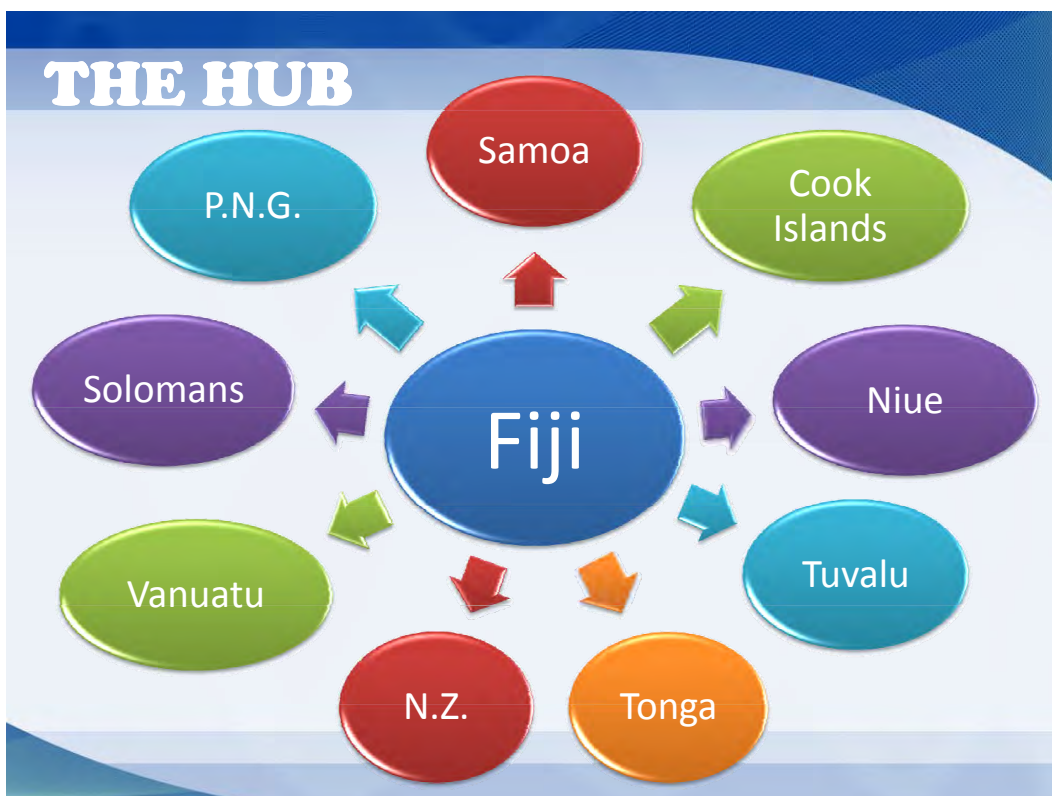 THE HUB
Samoa
Cook
Islands
P.N.G.
Solomans
Fiji
Niue
Vanuatu
Tuvalu
N.Z.
Tonga